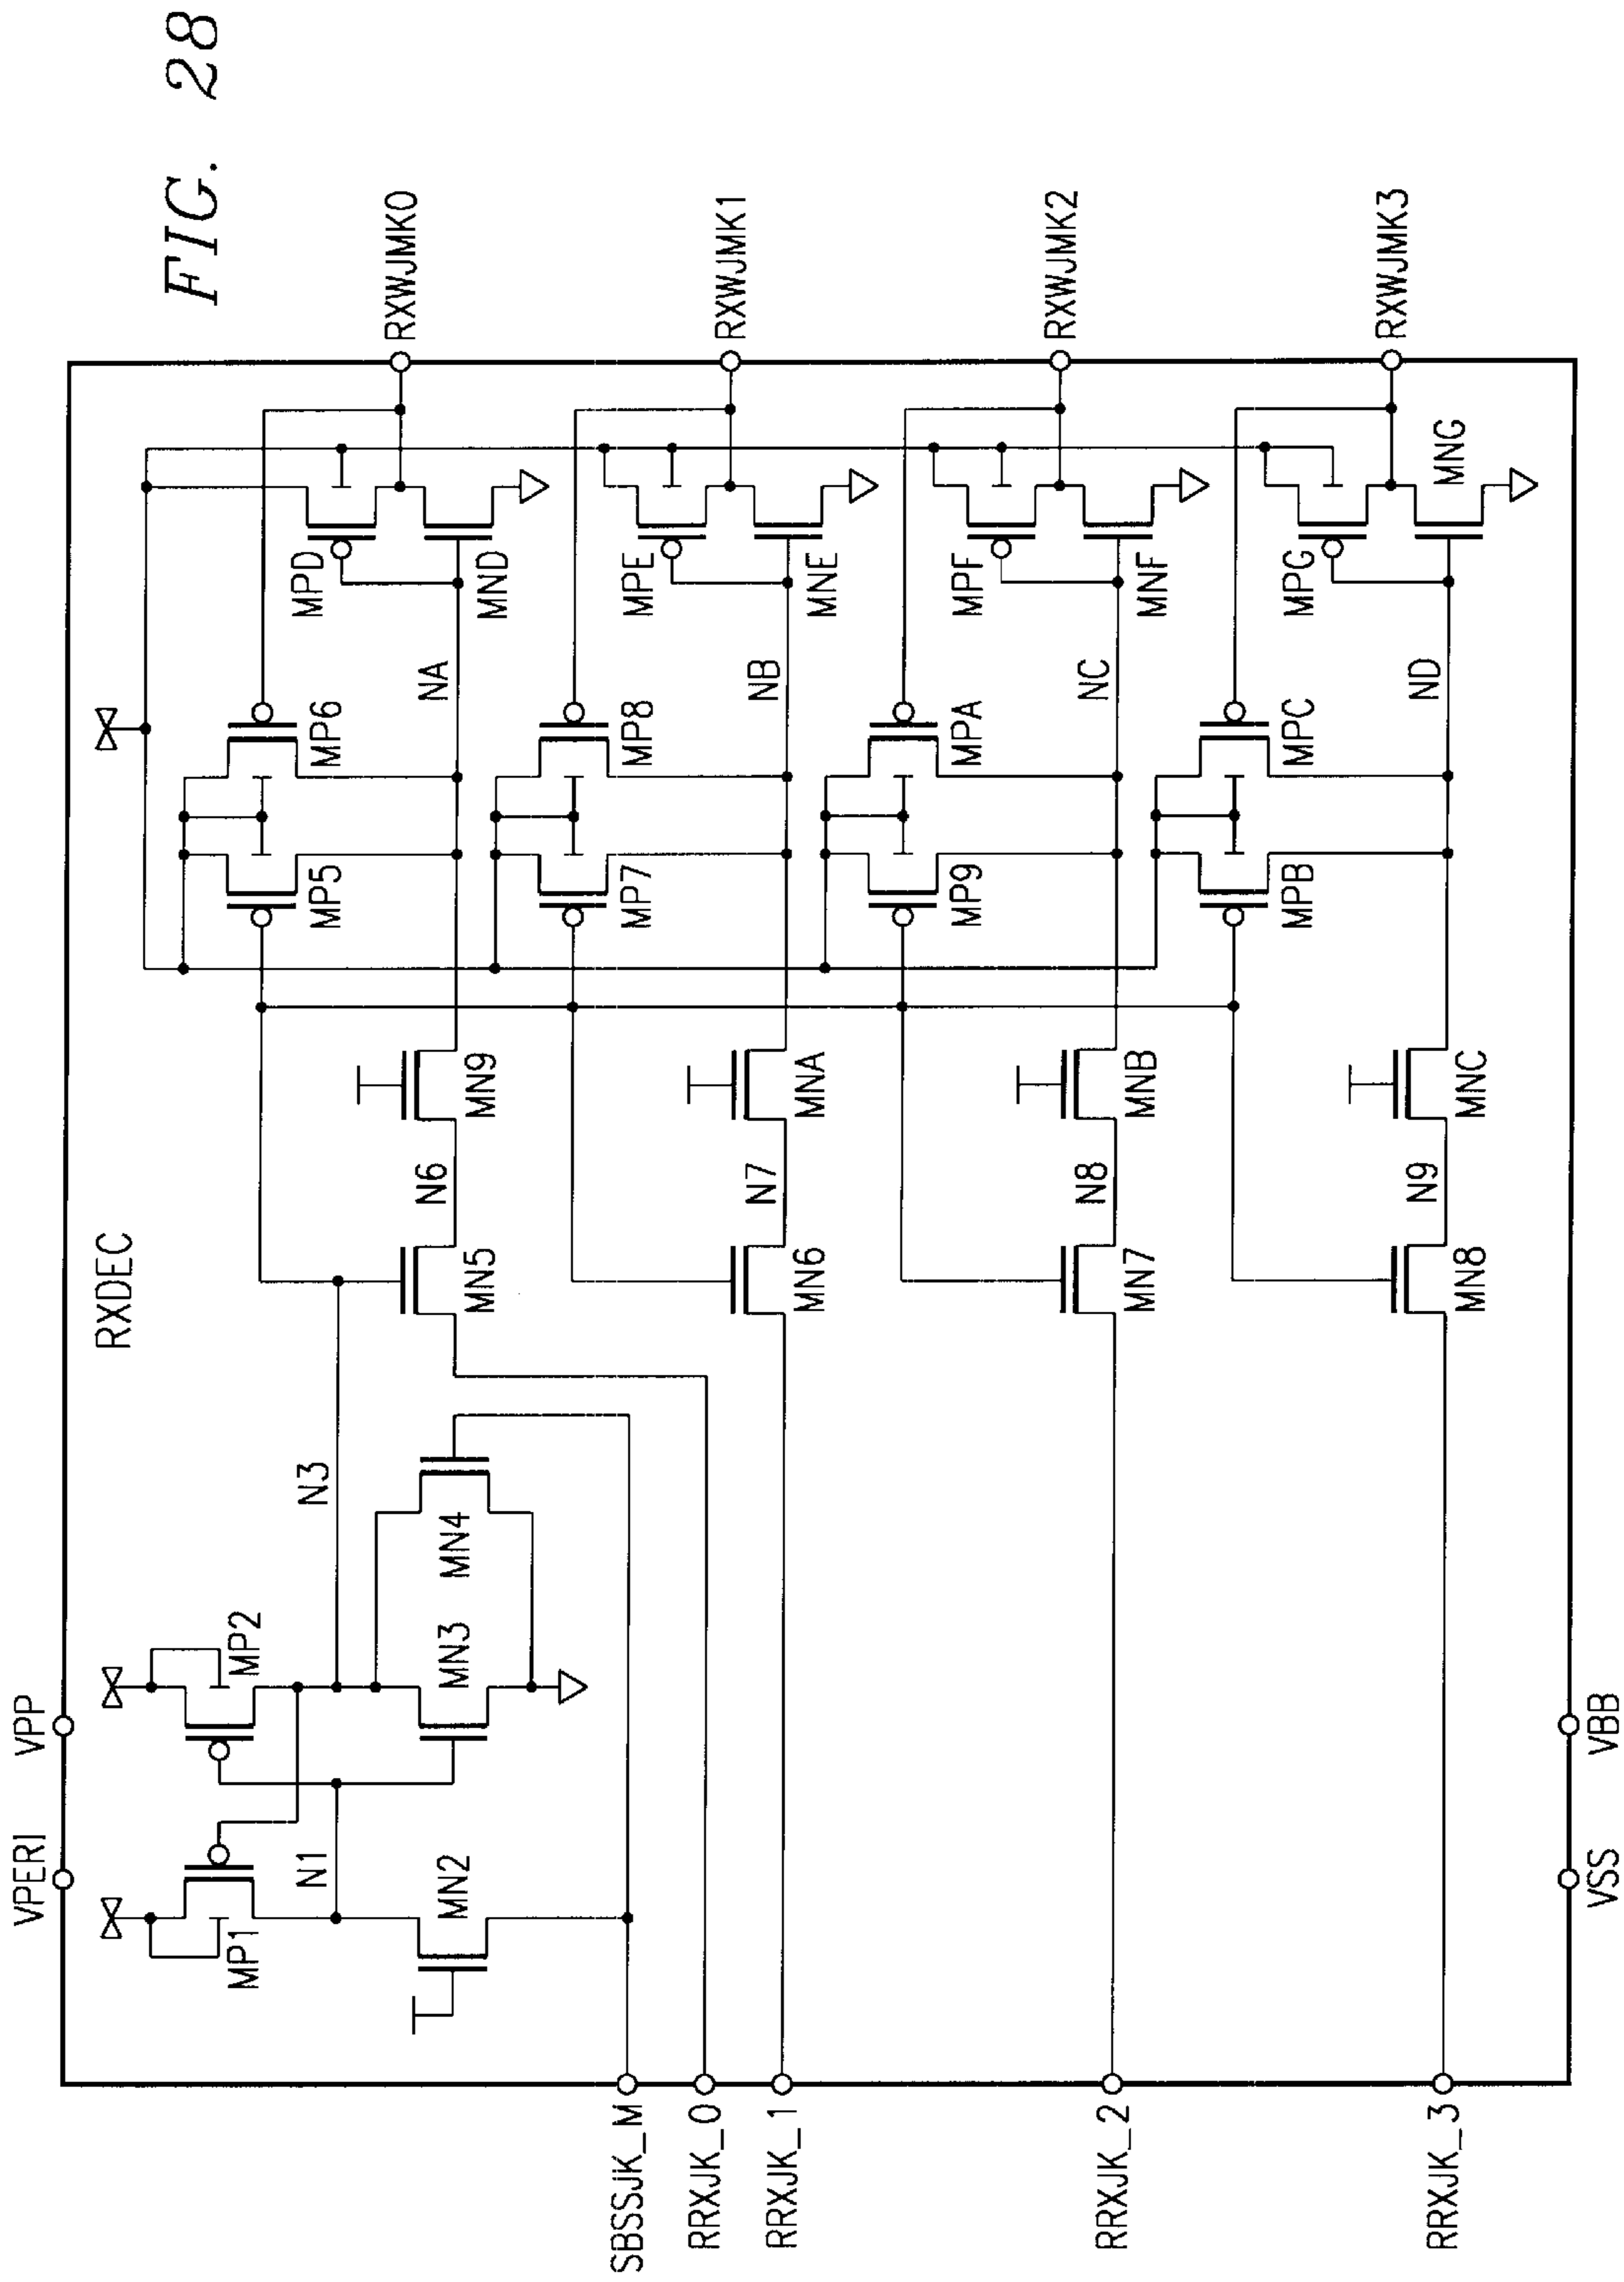 FIG. 28
RXDEC
VPERI
VPP
MP1
MP2
N1
N3
MN2
MN3
MN4
SBSSJK_M
RRXJK_0
RRXJK_1
RRXJK_2
RRXJK_3
MN5
N6
MN9
MP5
MP6
NA
MPD
MND
RXWJMK0
MN6
N7
MNA
MP7
MP8
NB
MPE
MNE
RXWJMK1
MN7
N8
MNB
MP9
MPA
NC
MPF
MNF
RXWJMK2
MN8
N9
MNC
MPB
MPC
ND
MPG
MNG
RXWJMK3
VSS
VBB